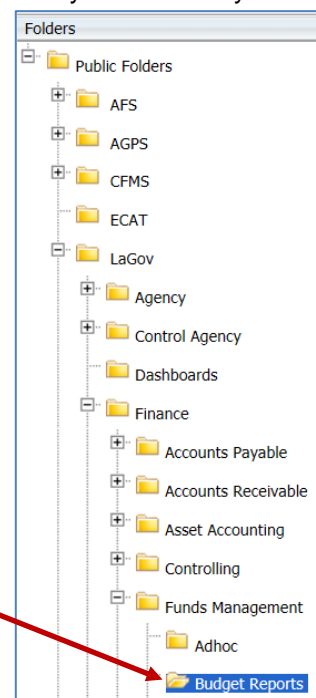 Folders
Public Folders
AFS
AGPS
CFMS
ECAT
LaGov
Agency
Control Agency
Dashboards
Finance
Accounts Payable
Accounts Receivable
Asset Accounting
Controlling
Funds Management
Adhoc
Budget Reports